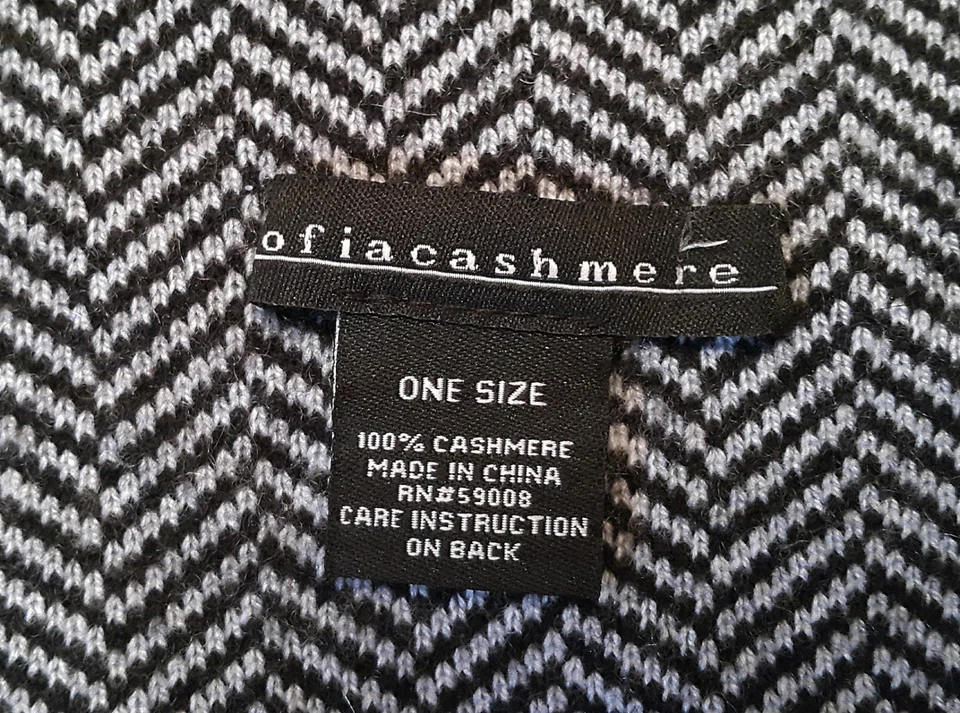 ofiacashmere
ONE SIZE
100% CASHMERE
MADE IN CHINA
RN#59008
CARE INSTRUCTION
ON BACK